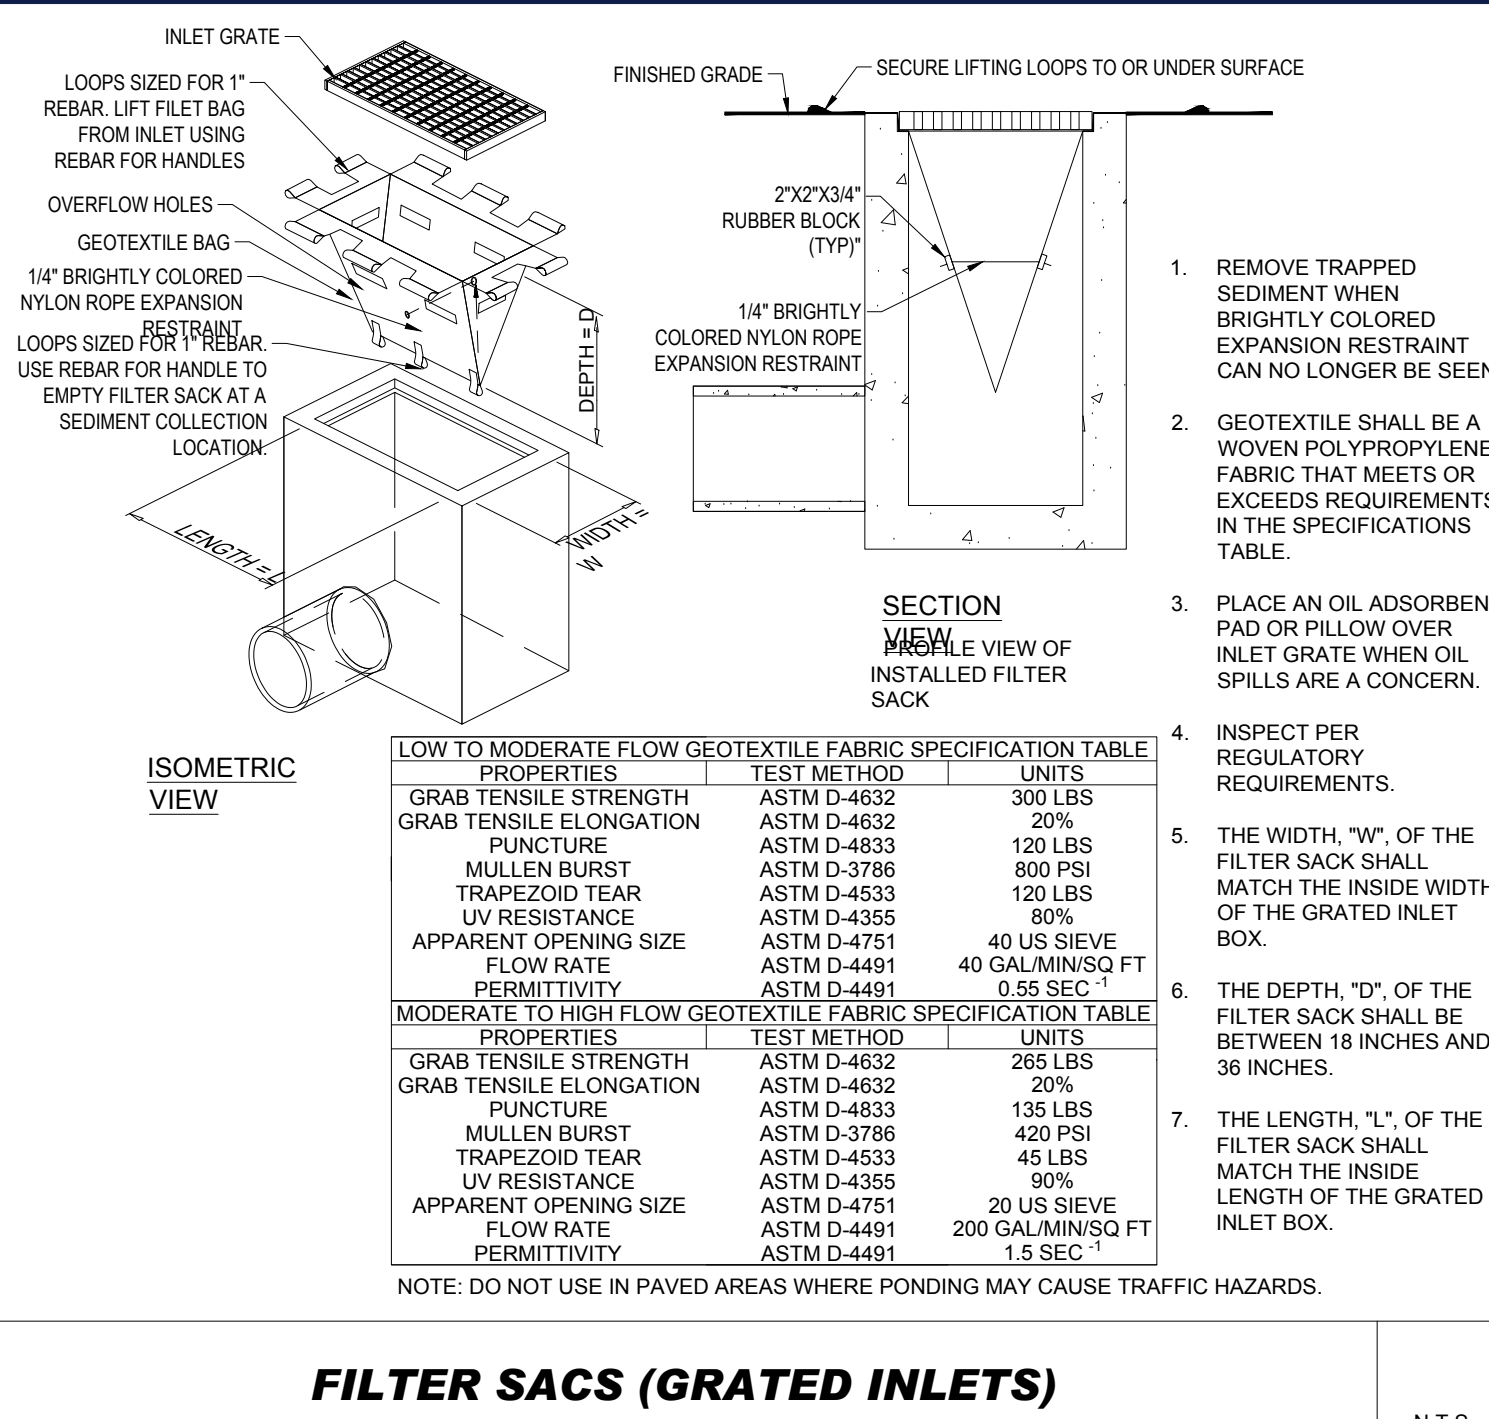 INLET GRATE
LOOPS SIZED FOR 1"
REBAR. LIFT FILET BAG
FROM INLET USING
REBAR FOR HANDLES
OVERFLOW HOLES
GEOTEXTILE BAG
1/4" BRIGHTLY COLORED
NYLON ROPE EXPANSION
RESTRAINT
LOOPS SIZED FOR 1" REBAR.
USE REBAR FOR HANDLE TO
EMPTY FILTER SACK AT A
SEDIMENT COLLECTION
LOCATION.
DEPTH = D
LENGTH = L
WIDTH =
W
ISOMETRIC
VIEW
FINISHED GRADE
SECURE LIFTING LOOPS TO OR UNDER SURFACE
2"X2"X3/4"
RUBBER BLOCK
(TYP)"
1/4" BRIGHTLY
COLORED NYLON ROPE
EXPANSION RESTRAINT
SECTION
VIEW
PROFILE VIEW OF
INSTALLED FILTER
SACK
LOW TO MODERATE FLOW GEOTEXTILE FABRIC SPECIFICATION TABLE
PROPERTIES TEST METHOD UNITS
GRAB TENSILE STRENGTH ASTM D-4632 300 LBS
GRAB TENSILE ELONGATION ASTM D-4632 20%
PUNCTURE ASTM D-4833 120 LBS
MULLEN BURST ASTM D-3786 800 PSI
TRAPEZOID TEAR ASTM D-4533 120 LBS
UV RESISTANCE ASTM D-4355 80%
APPARENT OPENING SIZE ASTM D-4751 40 US SIEVE
FLOW RATE ASTM D-4491 40 GAL/MIN/SQ FT
PERMITTIVITY ASTM D-4491 0.55 SEC -1
MODERATE TO HIGH FLOW GEOTEXTILE FABRIC SPECIFICATION TABLE
PROPERTIES TEST METHOD UNITS
GRAB TENSILE STRENGTH ASTM D-4632 265 LBS
GRAB TENSILE ELONGATION ASTM D-4632 20%
PUNCTURE ASTM D-4833 135 LBS
MULLEN BURST ASTM D-3786 420 PSI
TRAPEZOID TEAR ASTM D-4533 45 LBS
UV RESISTANCE ASTM D-4355 90%
APPARENT OPENING SIZE ASTM D-4751 20 US SIEVE
FLOW RATE ASTM D-4491 200 GAL/MIN/SQ FT
PERMITTIVITY ASTM D-4491 1.5 SEC -1
NOTE: DO NOT USE IN PAVED AREAS WHERE PONDING MAY CAUSE TRAFFIC HAZARDS.
1. REMOVE TRAPPED
SEDIMENT WHEN
BRIGHTLY COLORED
EXPANSION RESTRAINT
CAN NO LONGER BE SEEN
2. GEOTEXTILE SHALL BE A
WOVEN POLYPROPYLENE
FABRIC THAT MEETS OR
EXCEEDS REQUIREMENTS
IN THE SPECIFICATIONS
TABLE.
3. PLACE AN OIL ADSORBEN
PAD OR PILLOW OVER
INLET GRATE WHEN OIL
SPILLS ARE A CONCERN.
4. INSPECT PER
REGULATORY
REQUIREMENTS.
5. THE WIDTH, "W", OF THE
FILTER SACK SHALL
MATCH THE INSIDE WIDTH
OF THE GRATED INLET
BOX.
6. THE DEPTH, "D", OF THE
FILTER SACK SHALL BE
BETWEEN 18 INCHES AND
36 INCHES.
7. THE LENGTH, "L", OF THE
FILTER SACK SHALL
MATCH THE INSIDE
LENGTH OF THE GRATED
INLET BOX.
FILTER SACS (GRATED INLETS)